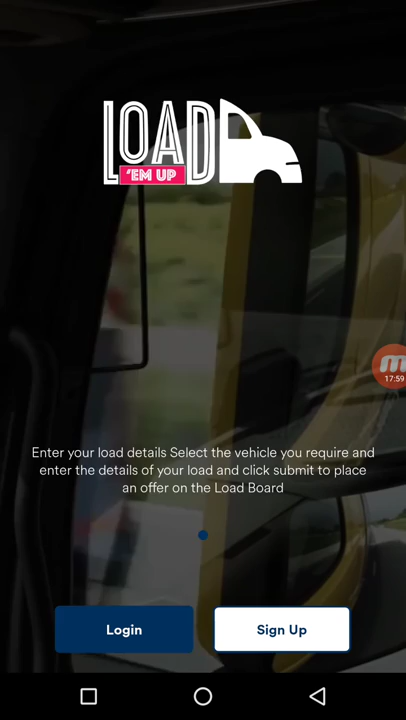 LOAD
'EM UP
17:59
Enter your load details Select the vehicle you require and
enter the details of your load and click submit to place
an offer on the Load Board
Login
Sign Up